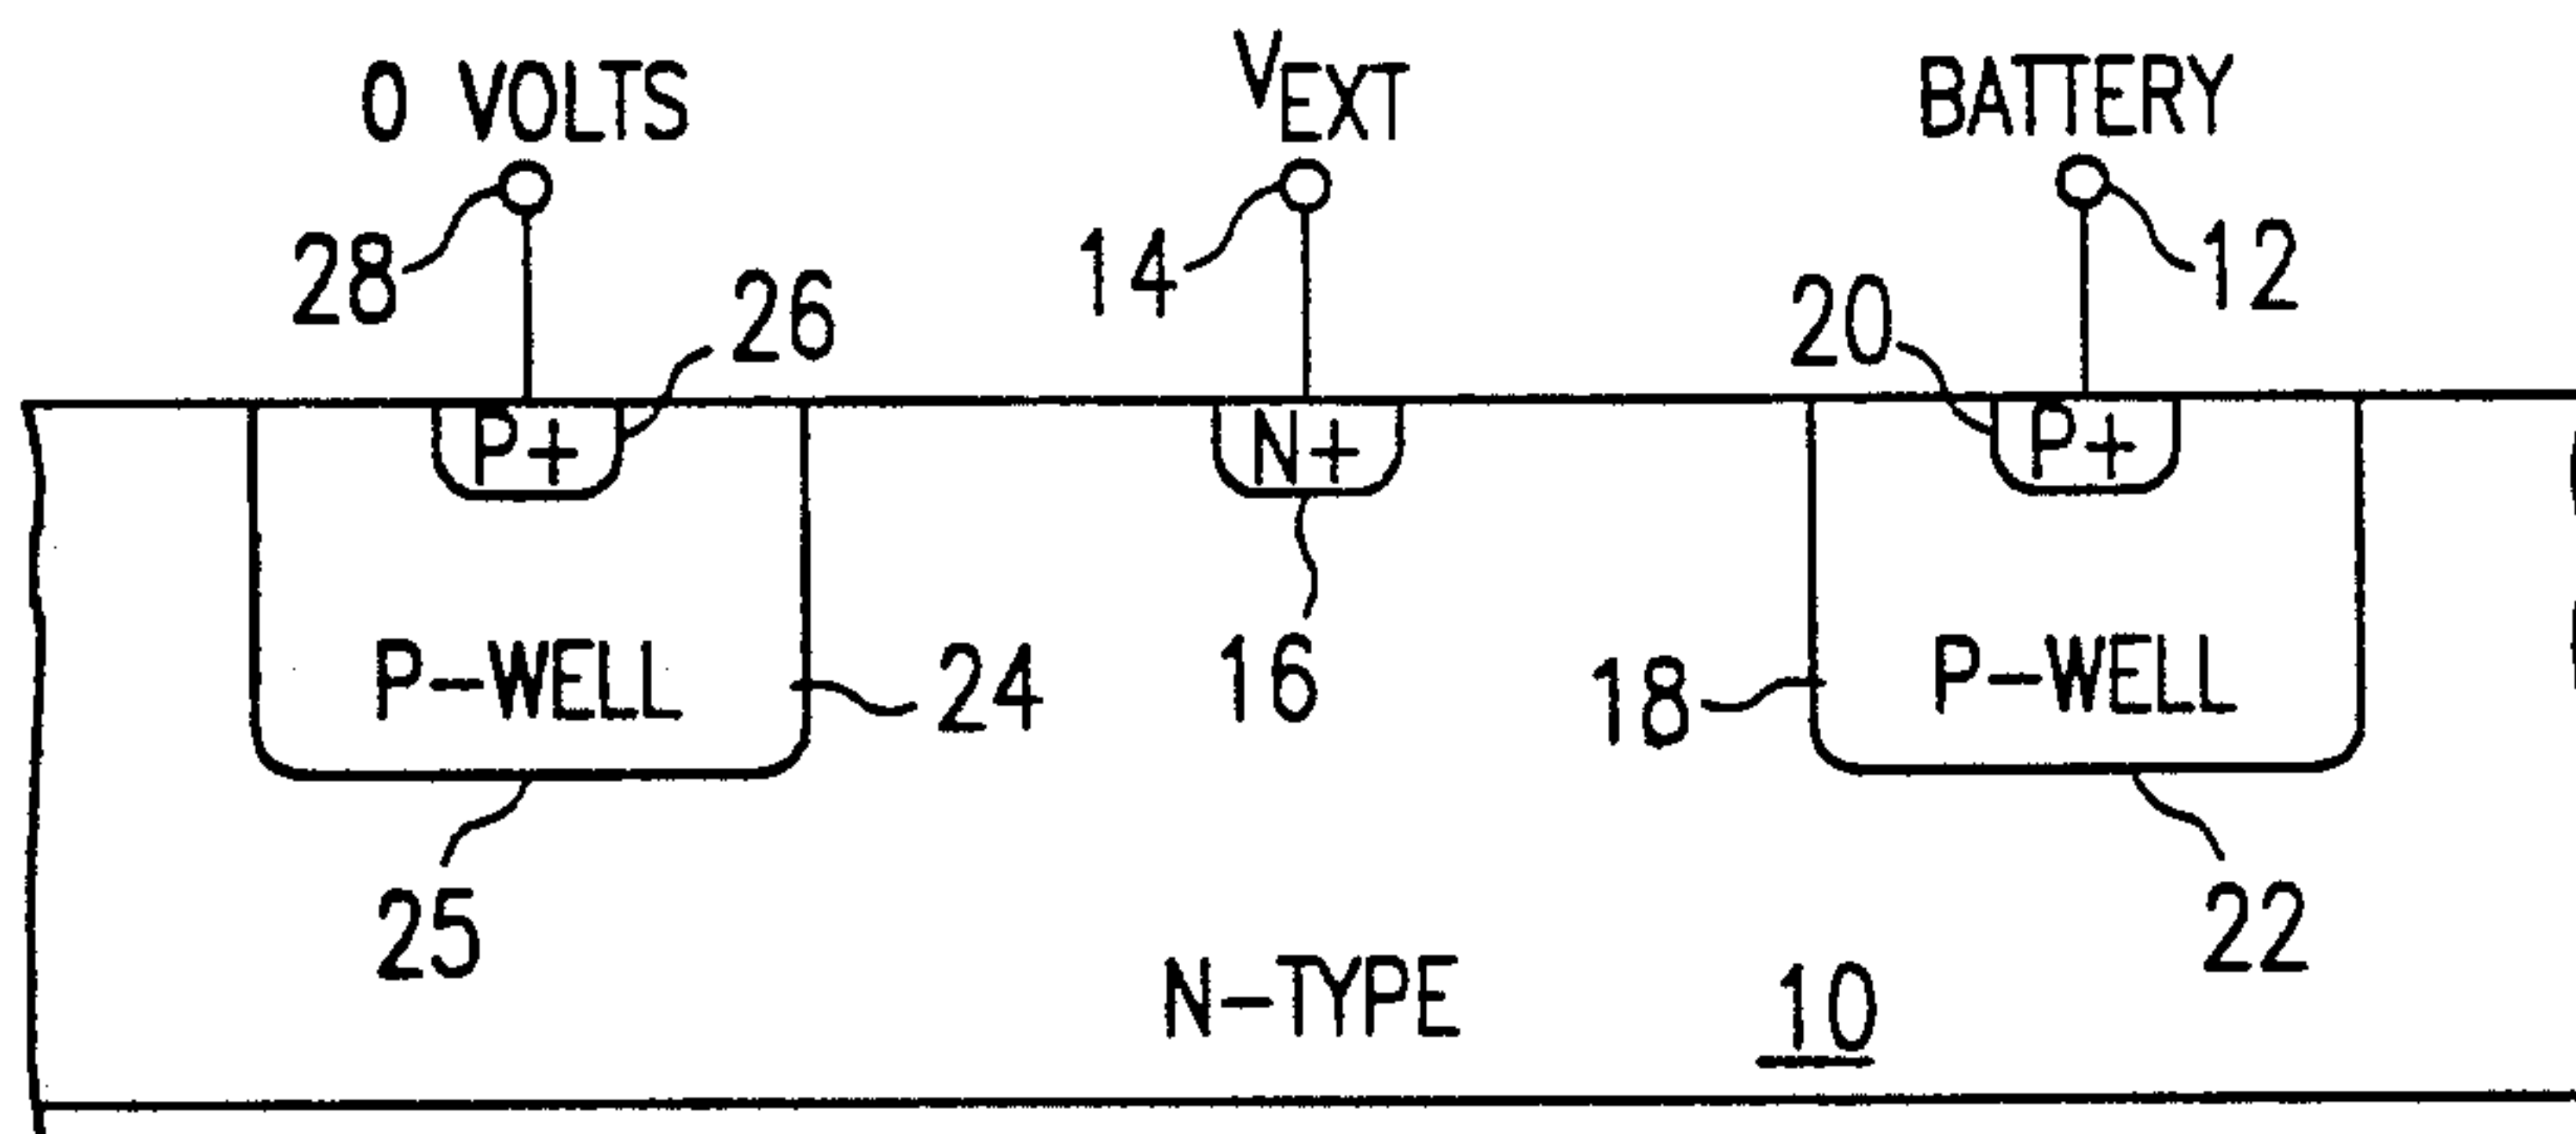 0 VOLTS VEXT BATTERY
28 14 12
26 20
P+ N+ P+
P-WELL 24 16 18 P-WELL
25 22
N-TYPE 10